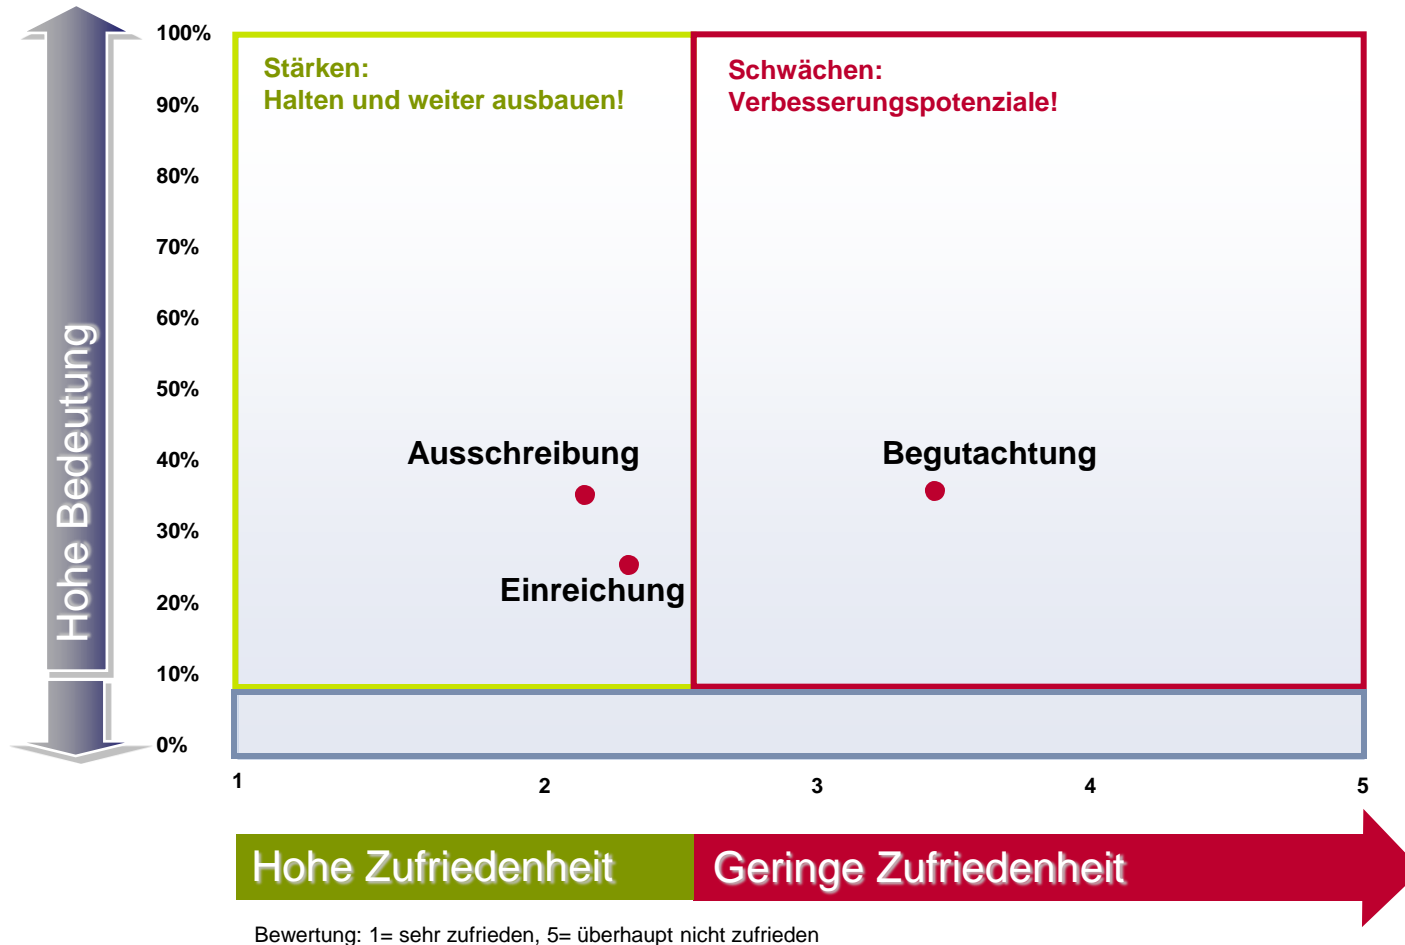 100%
90%
80%
70%
60%
50%
40%
30%
20%
10%
0%
Hohe Bedeutung
Stärken:
Halten und weiter ausbauen!
Schwächen:
Verbesserungspotenziale!
Ausschreibung
Begutachtung
Einreichung
1
2
3
4
5
Hohe Zufriedenheit
Geringe Zufriedenheit
Bewertung: 1= sehr zufrieden, 5= überhaupt nicht zufrieden